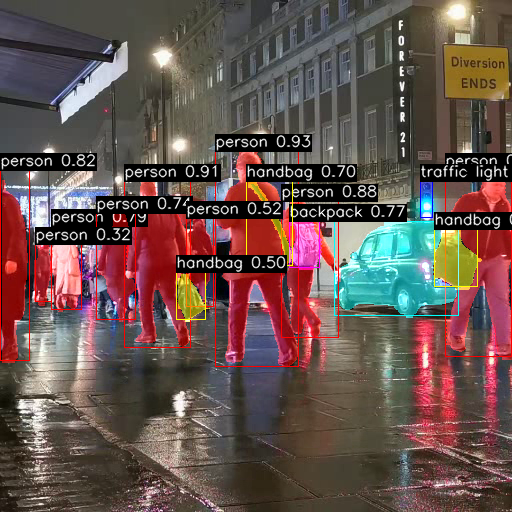 FOREVER 21
Diversion
ENDS
person 0.93
person 0.82
person 0.91
handbag 0.70
traffic light
person 0.88
person 0.74
person 0.52
backpack 0.77
person 0.79
handbag
person 0.32
handbag 0.50